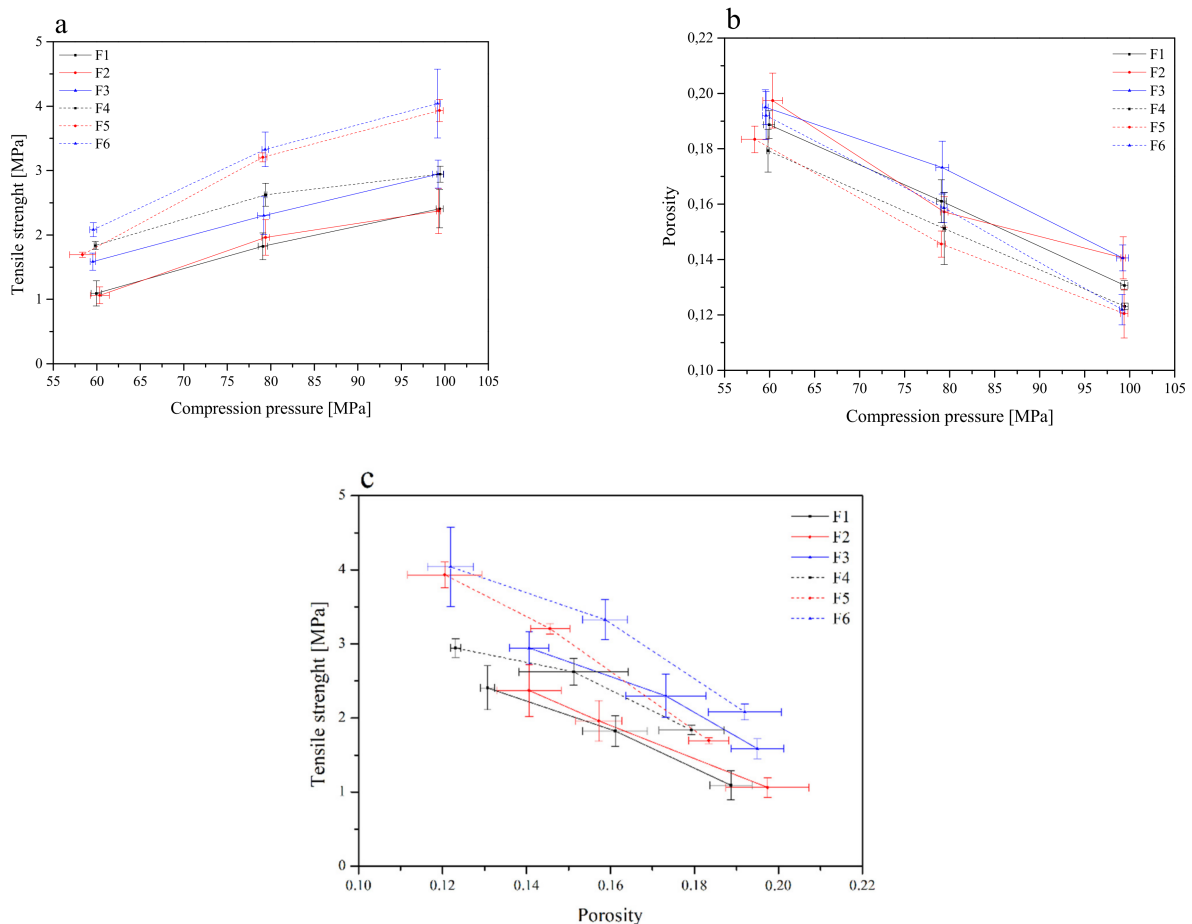 a
5
4
3
2
1
0
Tensile strenght [MPa]
F1
F2
F3
F4
F5
F6
55 60 65 70 75 80 85 90 95 100 105
Compression pressure [MPa]
b
0,22
0,20
0,18
0,16
0,14
0,12
0,10
Porosity
F1
F2
F3
F4
F5
F6
55 60 65 70 75 80 85 90 95 100 105
Compression pressure [MPa]
c
5
4
3
2
1
0
Tensile strenght [MPa]
F1
F2
F3
F4
F5
F6
0.10 0.12 0.14 0.16 0.18 0.20 0.22
Porosity